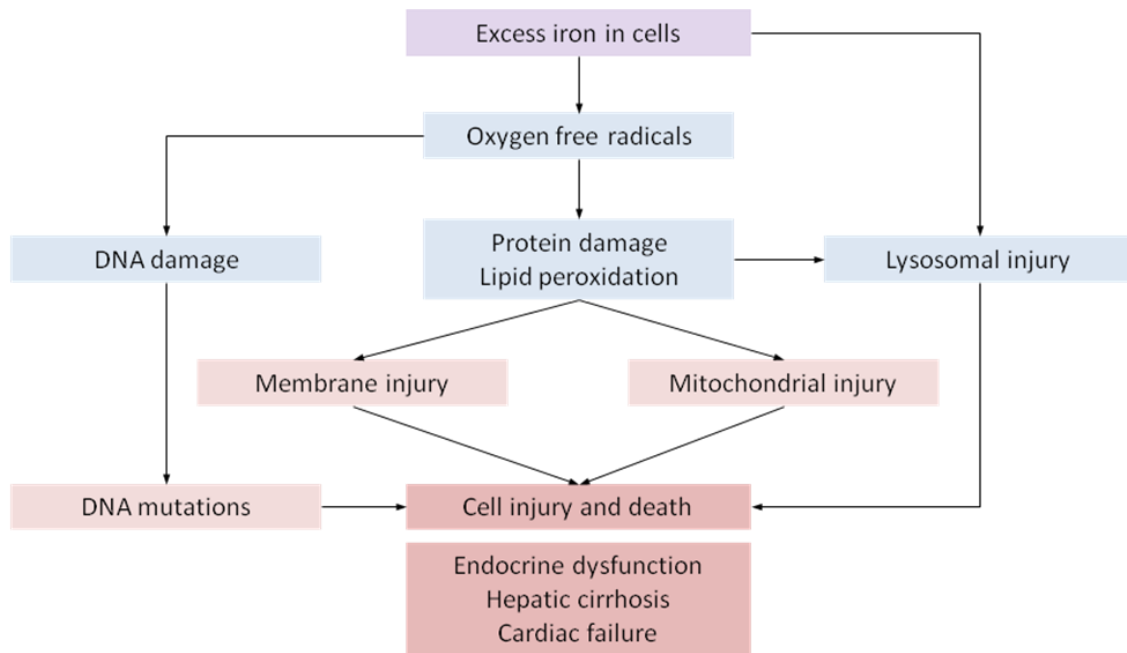 Excess iron in cells
Oxygen free radicals
DNA damage
Protein damage
Lipid peroxidation
Lysosomal injury
Membrane injury
Mitochondrial injury
DNA mutations
Cell injury and death
Endocrine dysfunction
Hepatic cirrhosis
Cardiac failure